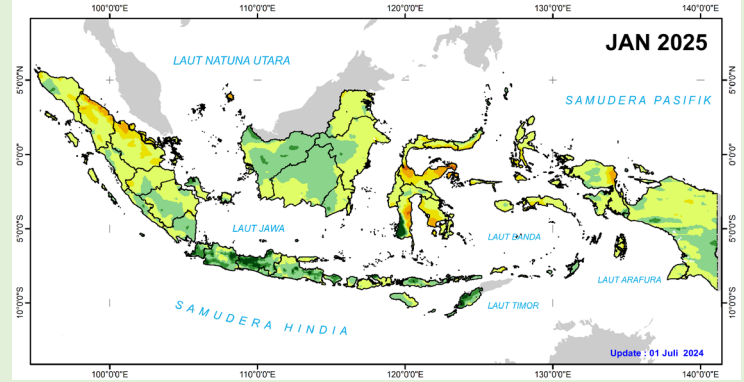 100°0'0"E 110°0'0"E 120°0'0"E 130°0'0"E 140°0'0"E
JAN 2025
LAUT NATUNA UTARA
5°0'0"N 5°0'0"N
SAMUDERA PASIFIK
0°0'0" 0°0'0"
LAUT JAWA
LAUT BANDA
5°0'0"S 5°0'0"S
LAUT ARAFURA
SAMUDERA HINDIA
LAUT TIMOR
10°0'0"S 10°0'0"S
Update : 01 Juli 2024
100°0'0"E 110°0'0"E 120°0'0"E 130°0'0"E 140°0'0"E